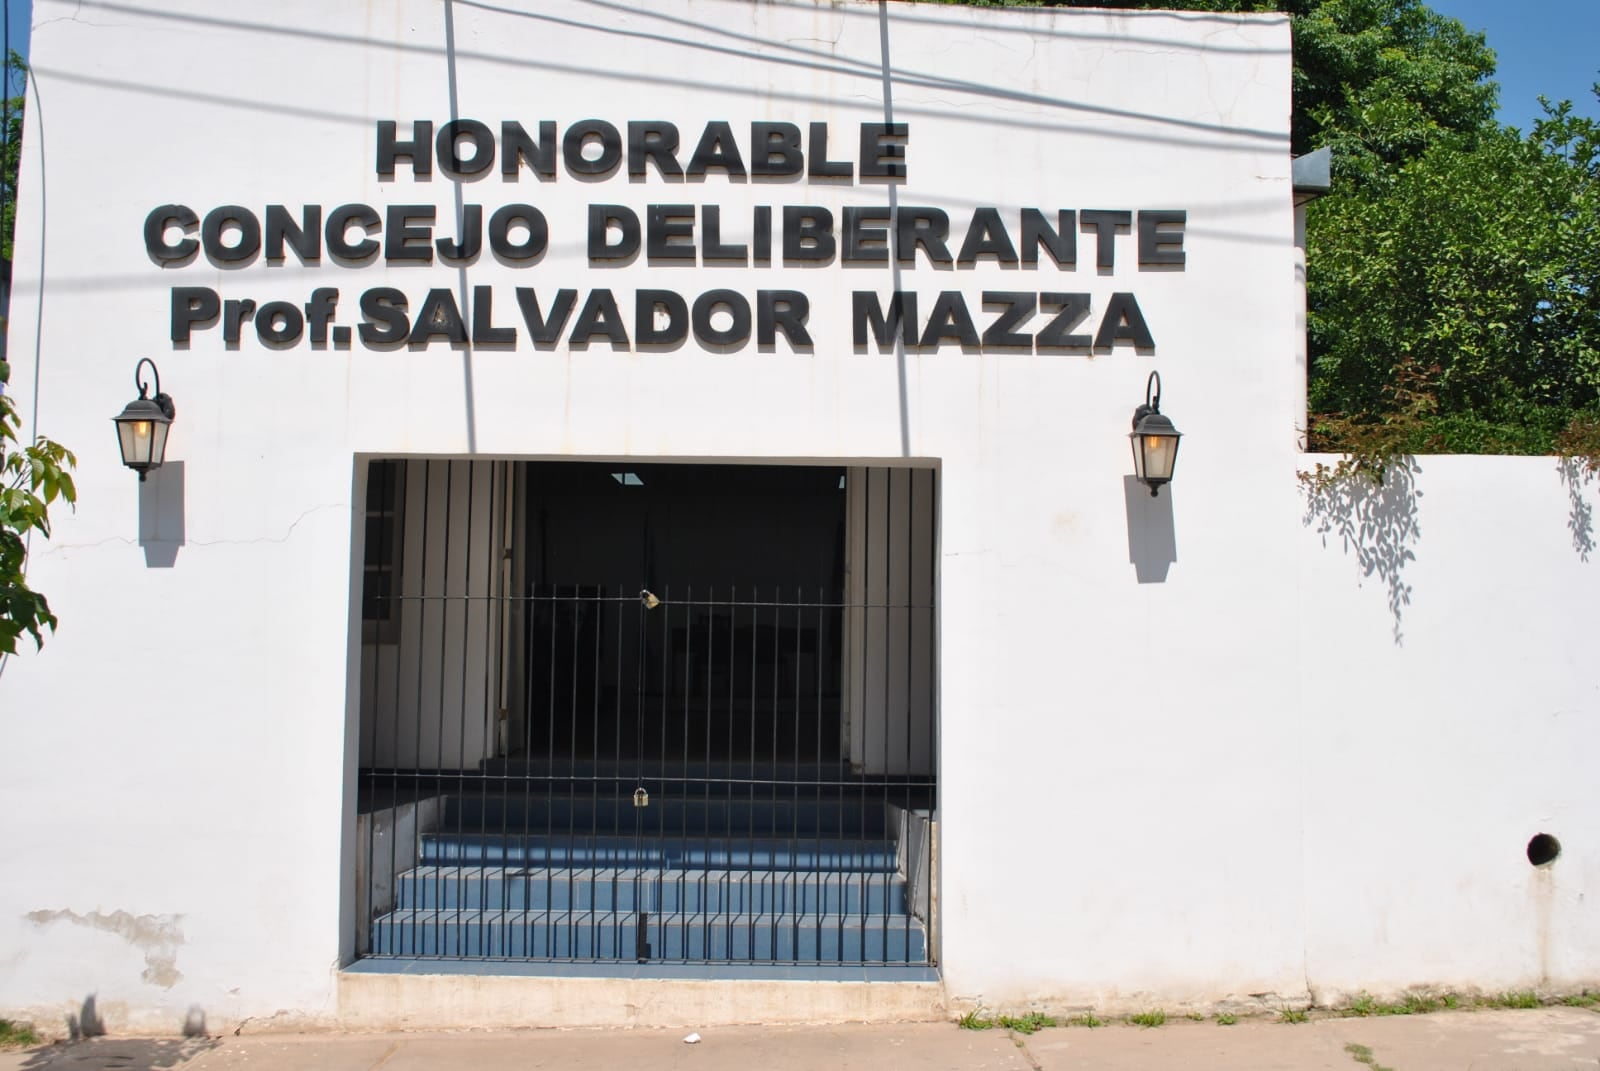 HONORABLE
CONCEJO DELIBERANTE
Prof.SALVADOR MAZZA